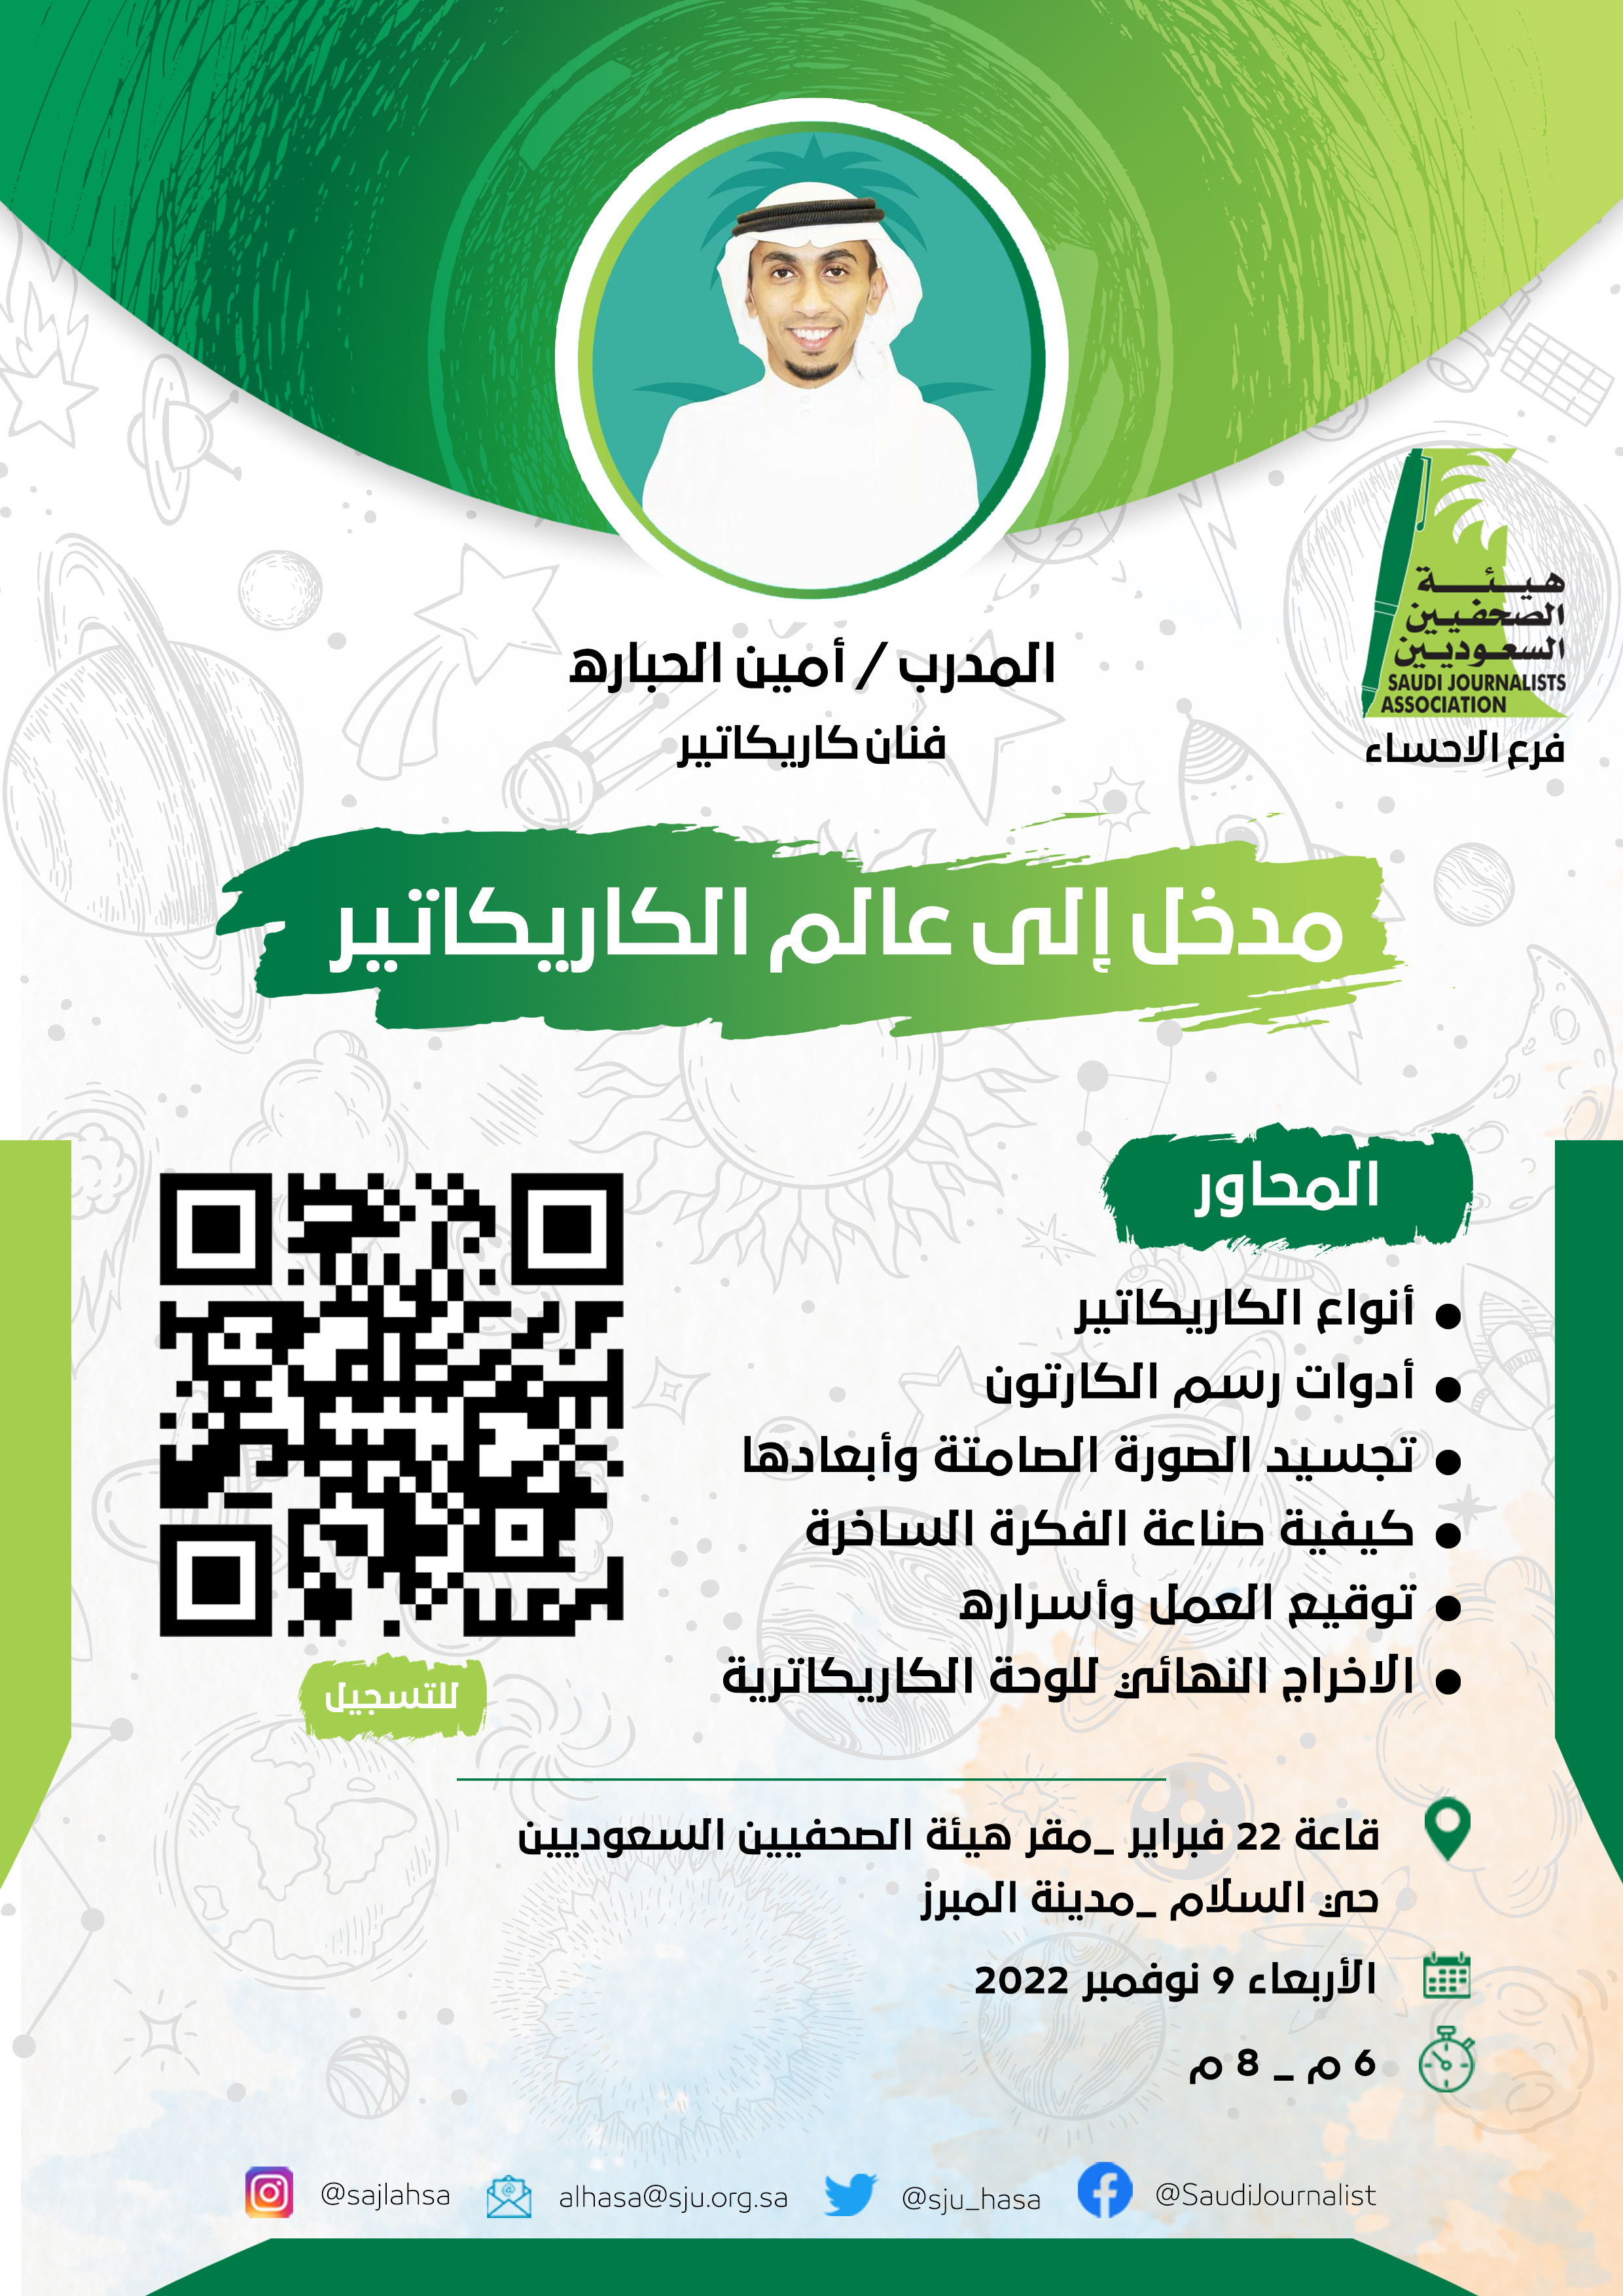 هيئة
الصحفيين
السعوديين
SAUDI JOURNALISTS
ASSOCIATION
فرع الاحساء
المدرب / أمين الحباره
فنان كاريكاتير
مدخل إلى عالم الكاريكاتير
المحاور
● أنواع الكاريكاتير
● أدوات رسم الكارتون
● تجسيد الصورة الصامتة وأبعادها
● كيفية صناعة الفكرة الساخرة
● توقيع العمل وأسراره
● الاخراج النهائي للوحة الكاريكاترية
للتسجيل
قاعة 22 فبراير _مقر هيئة الصحفيين السعوديين
حي السلام _مدينة المبرز
الأربعاء 9 نوفمبر 2022
6 م _ 8 م
@sajlahsa
alhasa@sju.org.sa
@sju_hasa
@SaudiJournalist